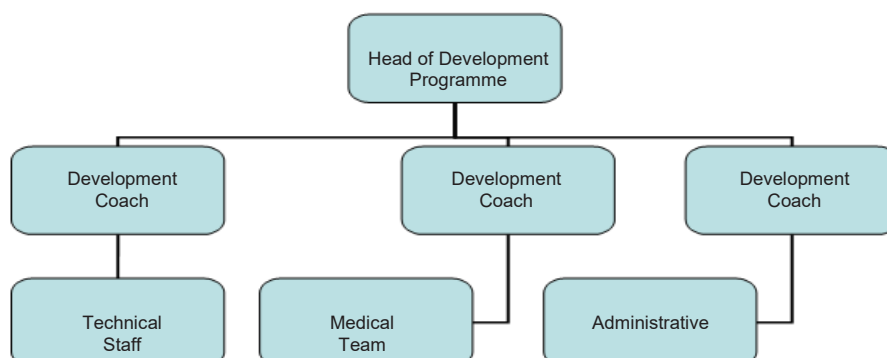 Head of Development
Programme
Development
Coach
Development
Coach
Development
Coach
Technical
Staff
Medical
Team
Administrative